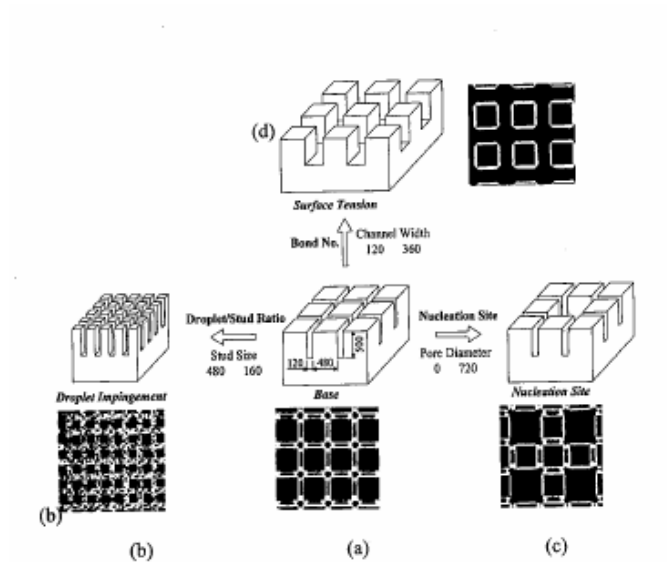 (d)
Surface Tension
Bond No.
Channel Width
120 360
Droplet/Stud Ratio
Stud Size
480 160
Nucleation Site
Pore Diameter
0 720
500
120
480
Droplet Impingement
Base
Nucleation Site
(b)
(b)
(a)
(c)